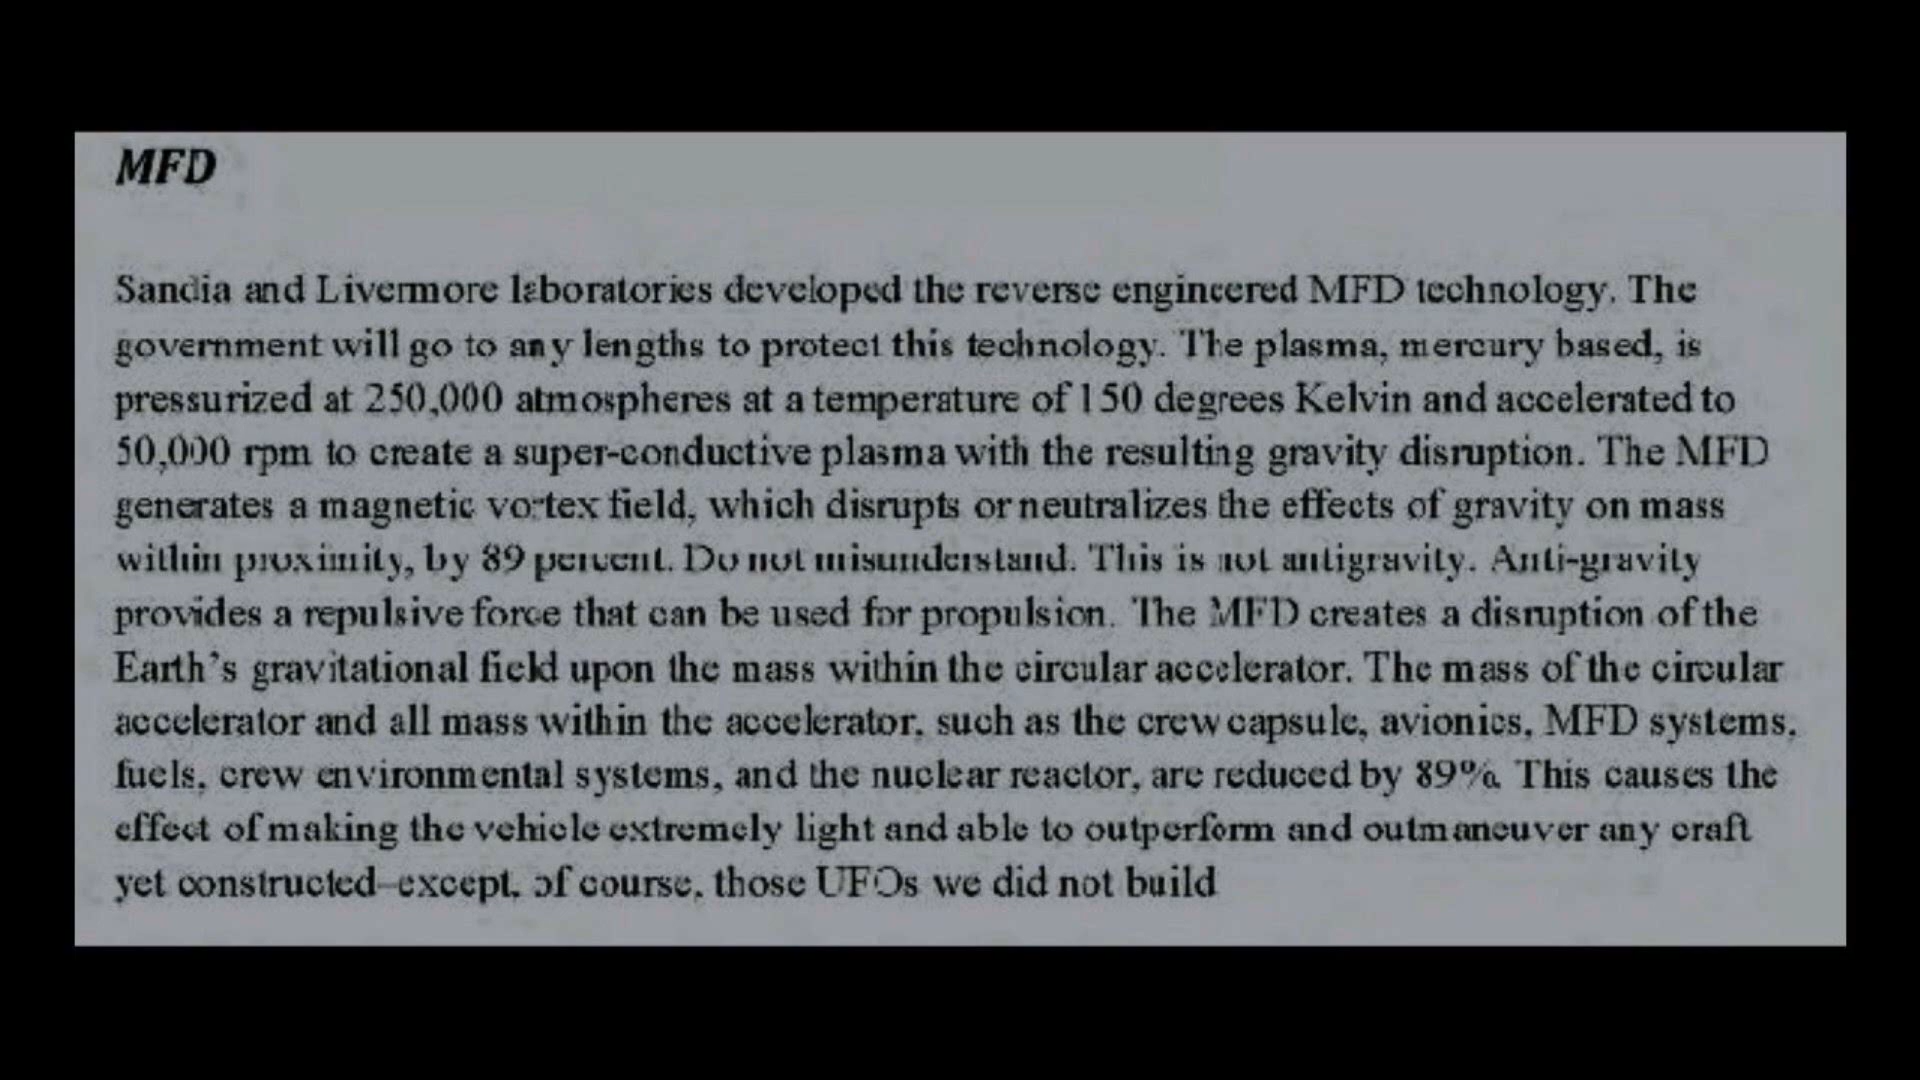 MFD
Sandia and Livermore laboratories developed the reverse engineered MFD technology. The
government will go to any lengths to protect this technology. The plasma, mercury based, is
pressurized at 250,000 atmospheres at a temperature of 150 degrees Kelvin and accelerated to
50,000 rpm to create a super-conductive plasma with the resulting gravity disruption. The MFD
generates a magnetic vortex field, which disrupts or neutralizes the effects of gravity on mass
within proximity, by 89 percent. Do not misunderstand. This is not antigravity. Anti-gravity
provides a repulsive force that can be used for propulsion. The MFD creates a disruption of the
Earth's gravitational field upon the mass within the circular accelerator. The mass of the circular
accelerator and all mass within the accelerator, such as the crew capsule, avionics, MFD systems,
fuels, crew environmental systems, and the nuclear reactor, are reduced by 89%. This causes the
effect of making the vehicle extremely light and able to outperform and outmaneuver any craft
yet constructed–except, of course, those UFOs we did not build